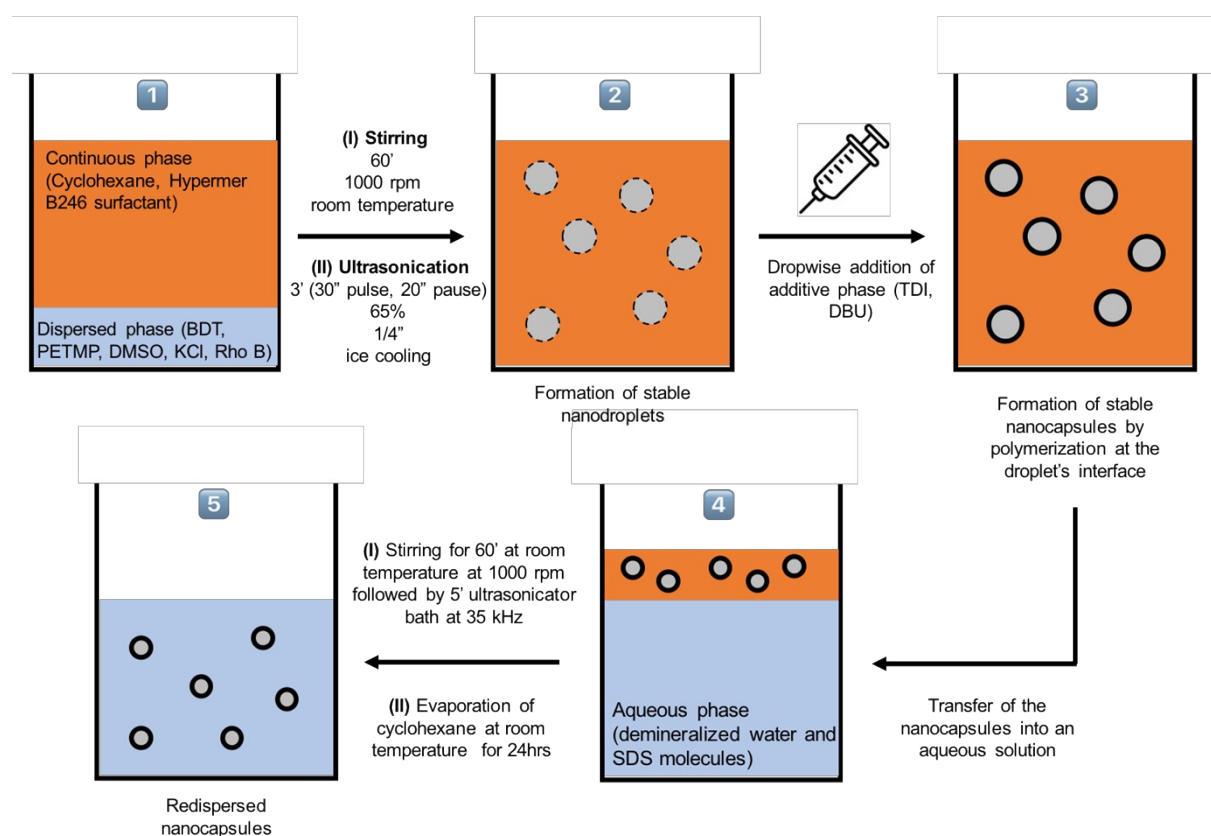 1
Continuous phase
(Cyclohexane, Hypermer
B246 surfactant)
Dispersed phase (BDT,
PETMP, DMSO, KCl, Rho B)
(I) Stirring
60’
1000 rpm
room temperature
(II) Ultrasonication
3’ (30” pulse, 20” pause)
65%
1/4”
ice cooling
2
Formation of stable
nanodroplets
Dropwise addition of
additive phase (TDI,
DBU)
3
Formation of stable
nanocapsules by
polymerization at the
droplet’s interface
Transfer of the
nanocapsules into an
aqueous solution
4
Aqueous phase
(demineralized water and
SDS molecules)
(I) Stirring for 60’ at room
temperature at 1000 rpm
followed by 5’ ultrasonicator
bath at 35 kHz
(II) Evaporation of
cyclohexane at room
temperature for 24hrs
5
Redispersed
nanocapsules